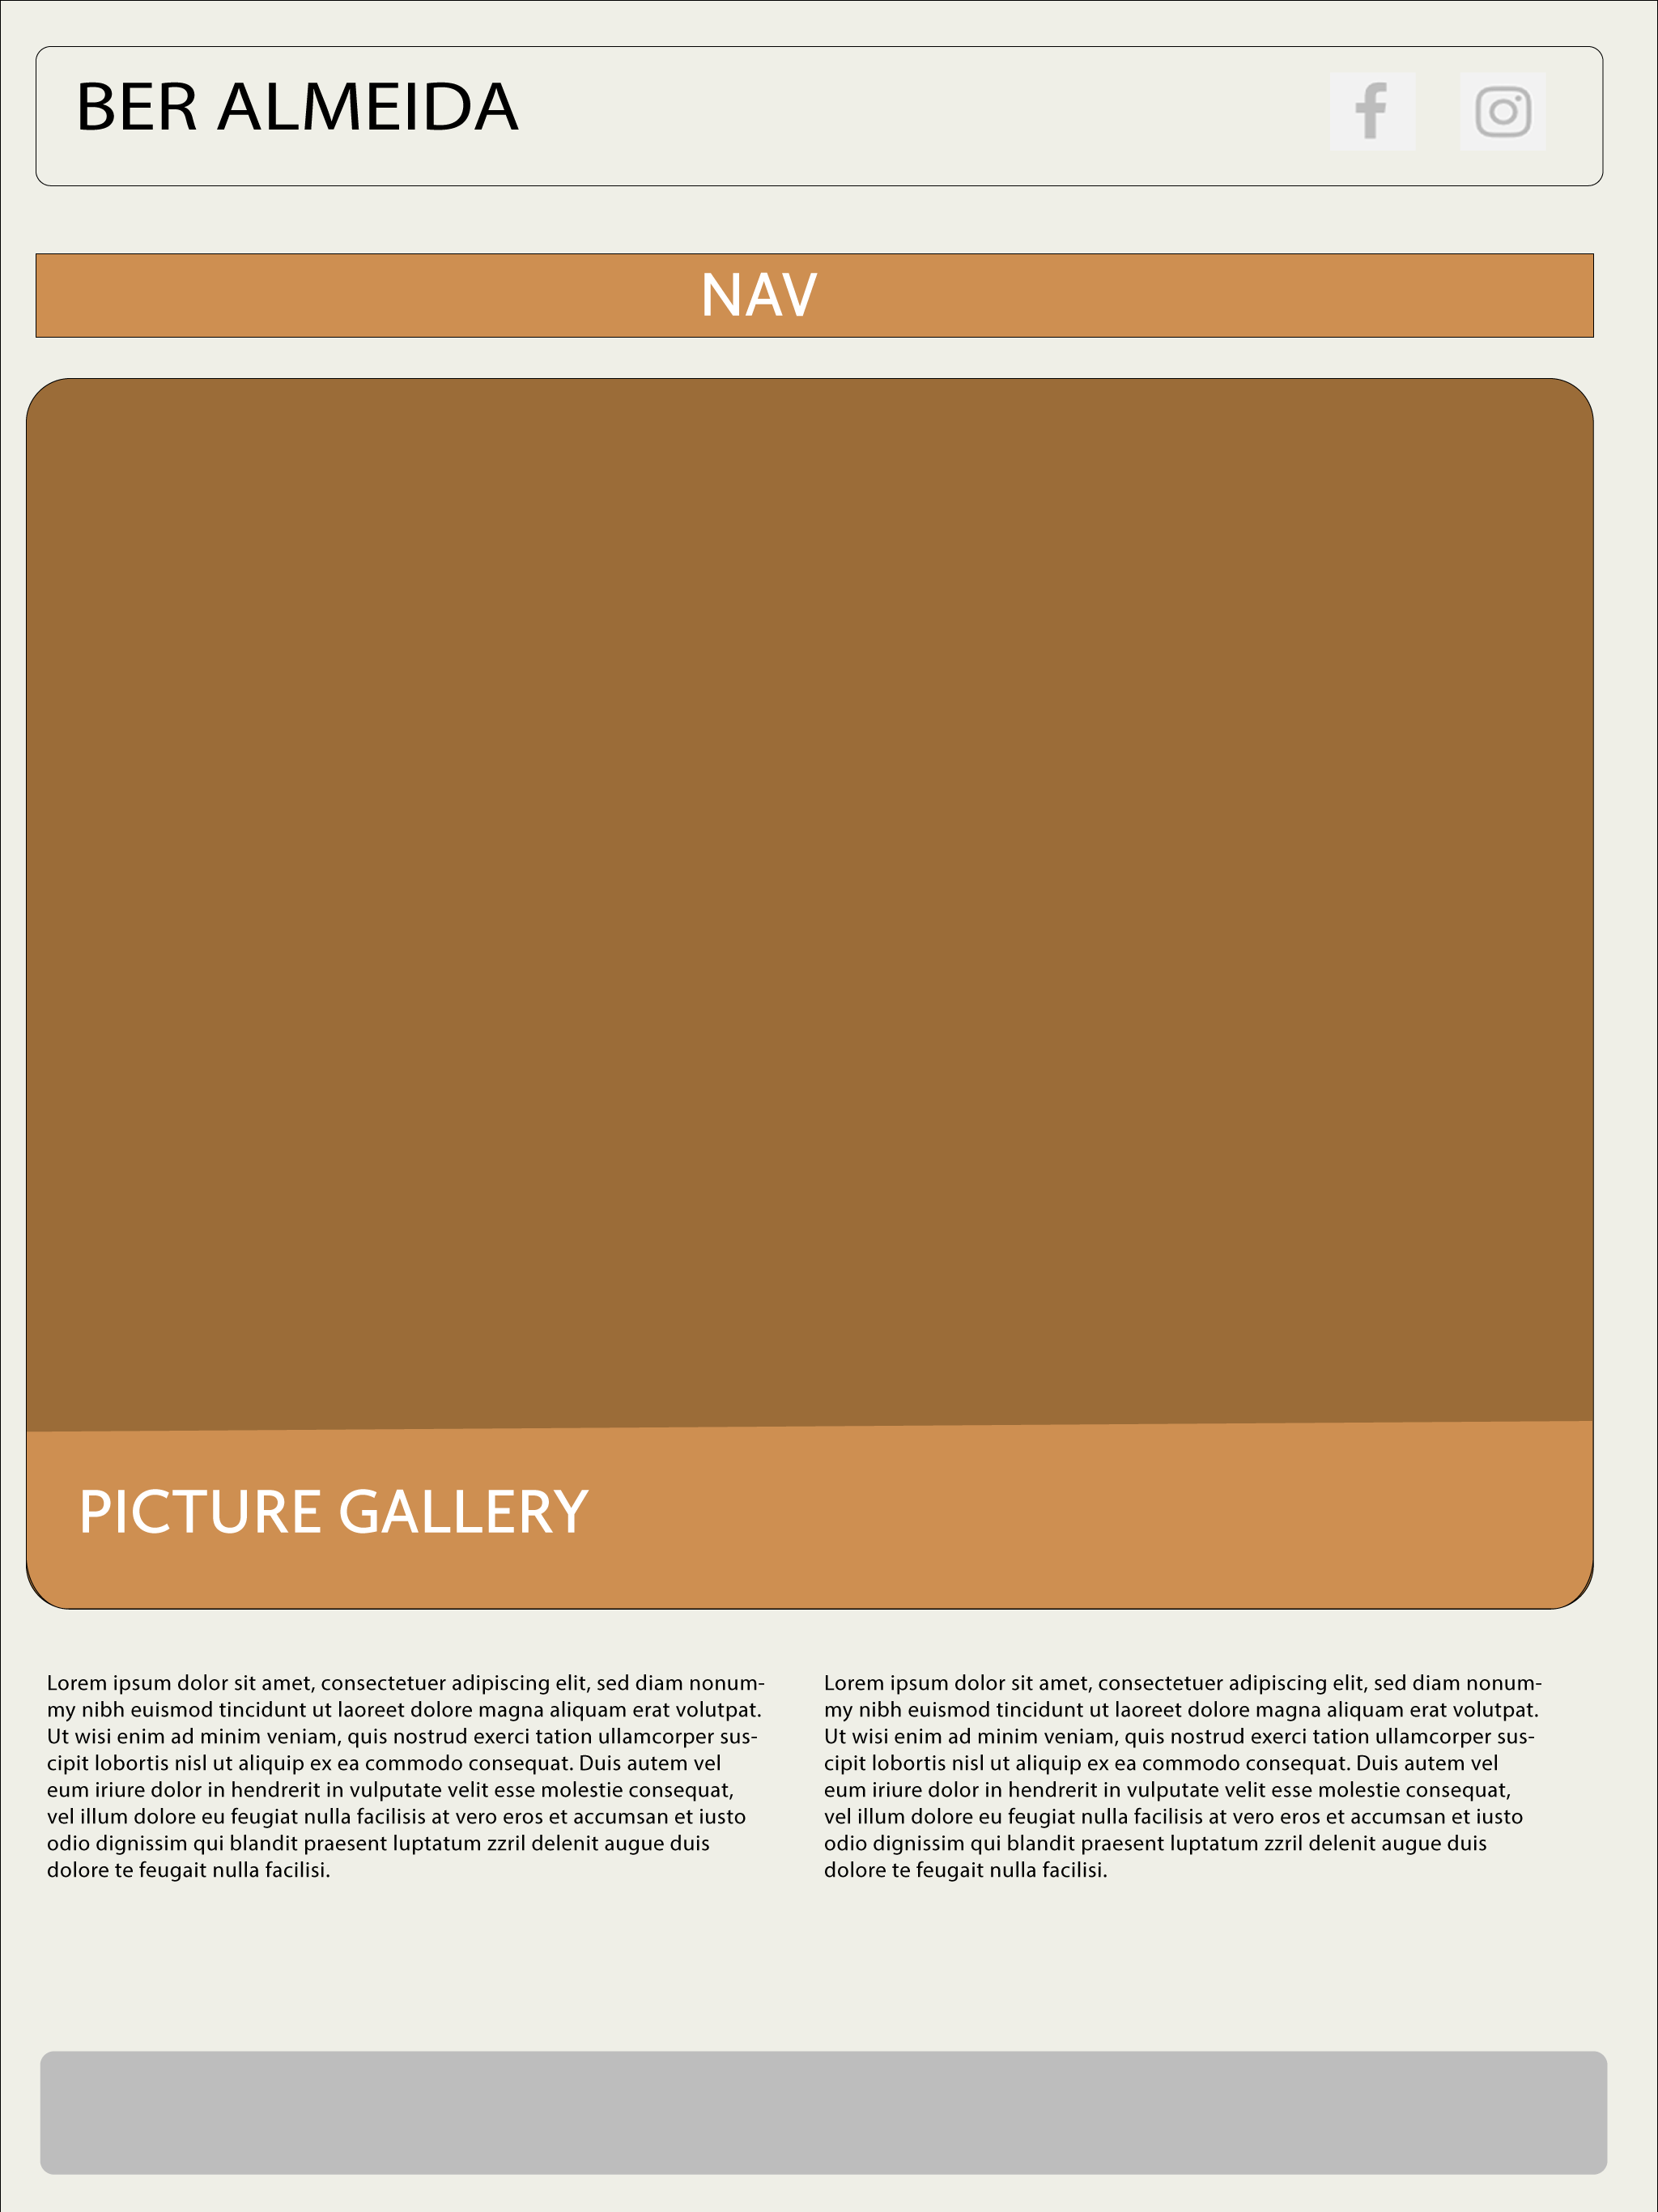 BER ALMEIDA
NAV
PICTURE GALLERY
Lorem ipsum dolor sit amet, consectetuer adipiscing elit, sed diam nonum-
my nibh euismod tincidunt ut laoreet dolore magna aliquam erat volutpat.
Ut wisi enim ad minim veniam, quis nostrud exerci tation ullamcorper sus-
cipit lobortis nisl ut aliquip ex ea commodo consequat. Duis autem vel
eum iriure dolor in hendrerit in vulputate velit esse molestie consequat,
vel illum dolore eu feugiat nulla facilisis at vero eros et accumsan et iusto
odio dignissim qui blandit praesent luptatum zzril delenit augue duis
dolore te feugait nulla facilisi.
Lorem ipsum dolor sit amet, consectetuer adipiscing elit, sed diam nonum-
my nibh euismod tincidunt ut laoreet dolore magna aliquam erat volutpat.
Ut wisi enim ad minim veniam, quis nostrud exerci tation ullamcorper sus-
cipit lobortis nisl ut aliquip ex ea commodo consequat. Duis autem vel
eum iriure dolor in hendrerit in vulputate velit esse molestie consequat,
vel illum dolore eu feugiat nulla facilisis at vero eros et accumsan et iusto
odio dignissim qui blandit praesent luptatum zzril delenit augue duis
dolore te feugait nulla facilisi.